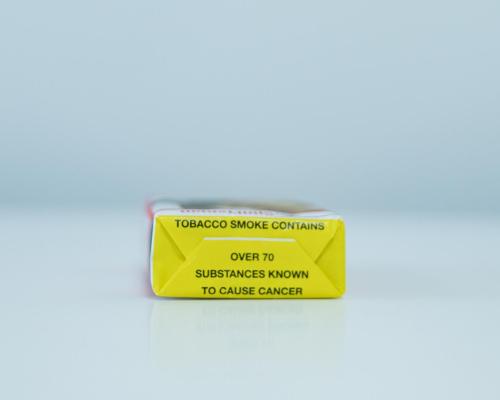 TOBACCO SMOKE CONTAINS
OVER 70
SUBSTANCES KNOWN
TO CAUSE CANCER